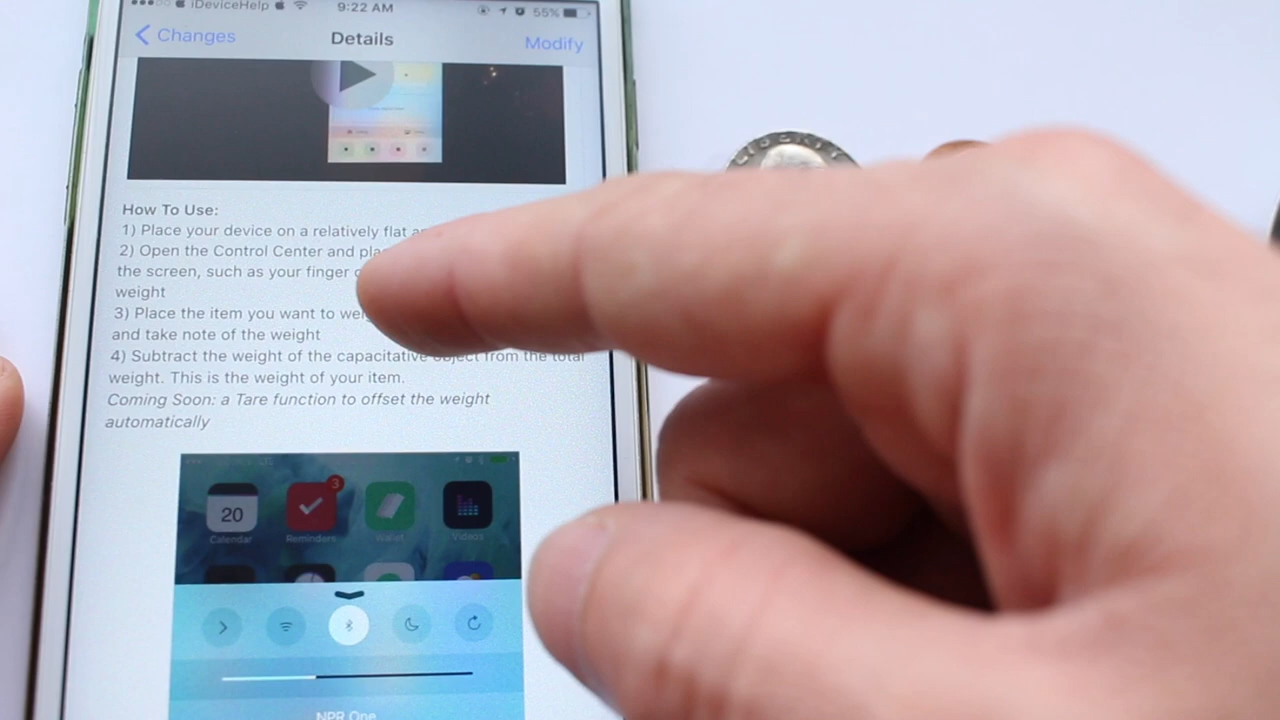 iDeviceHelp 9:22 AM 55%
Changes Details Modify
LIBERTY
How To Use:
1) Place your device on a relatively flat
2) Open the Control Center and
the screen, such as your finger
weight
3) Place the item you want to
and take note of the weight
4) Subtract the weight of the capacitative object from the total
weight. This is the weight of your item.
Coming Soon: a Tare function to offset the weight
automatically
3
20
Calendar Reminders Wallet Videos
NPR One